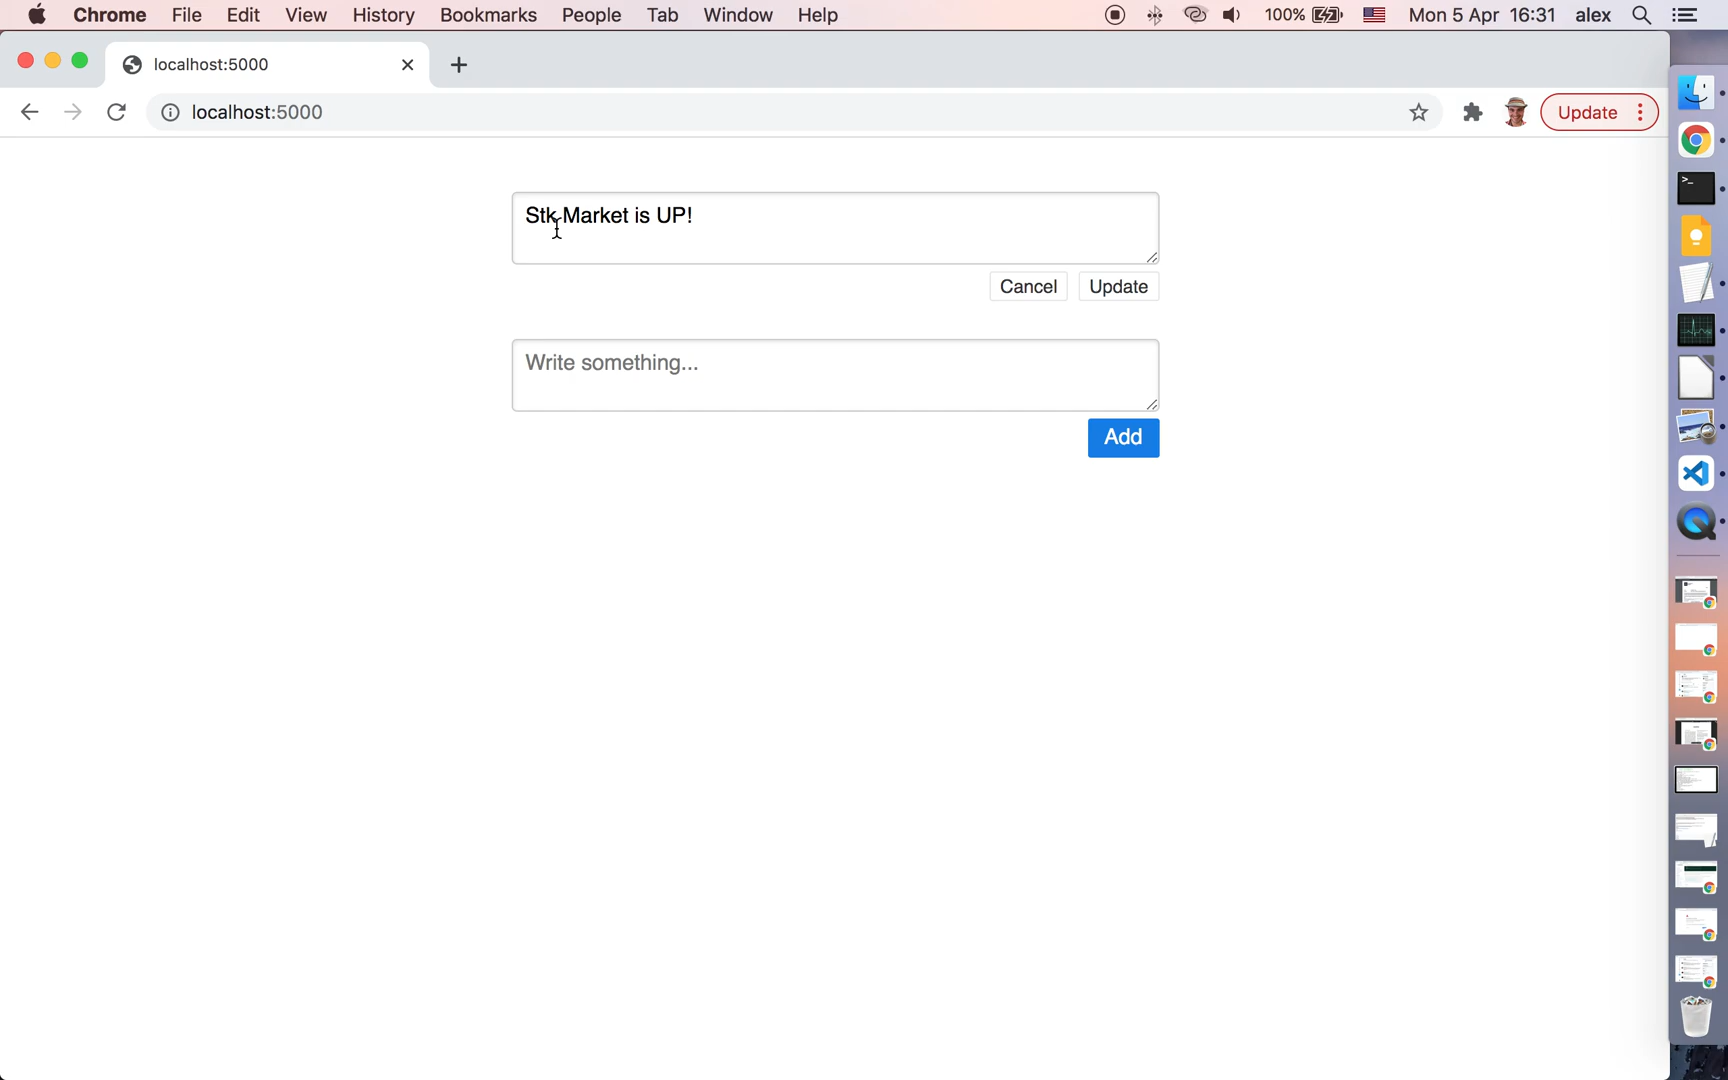 Chrome File Edit View History Bookmarks People Tab Window Help 100% Mon 5 Apr 16:31 alex
localhost:5000
localhost:5000 Update
Stk Market is UP!
Cancel Update
Write something...
Add